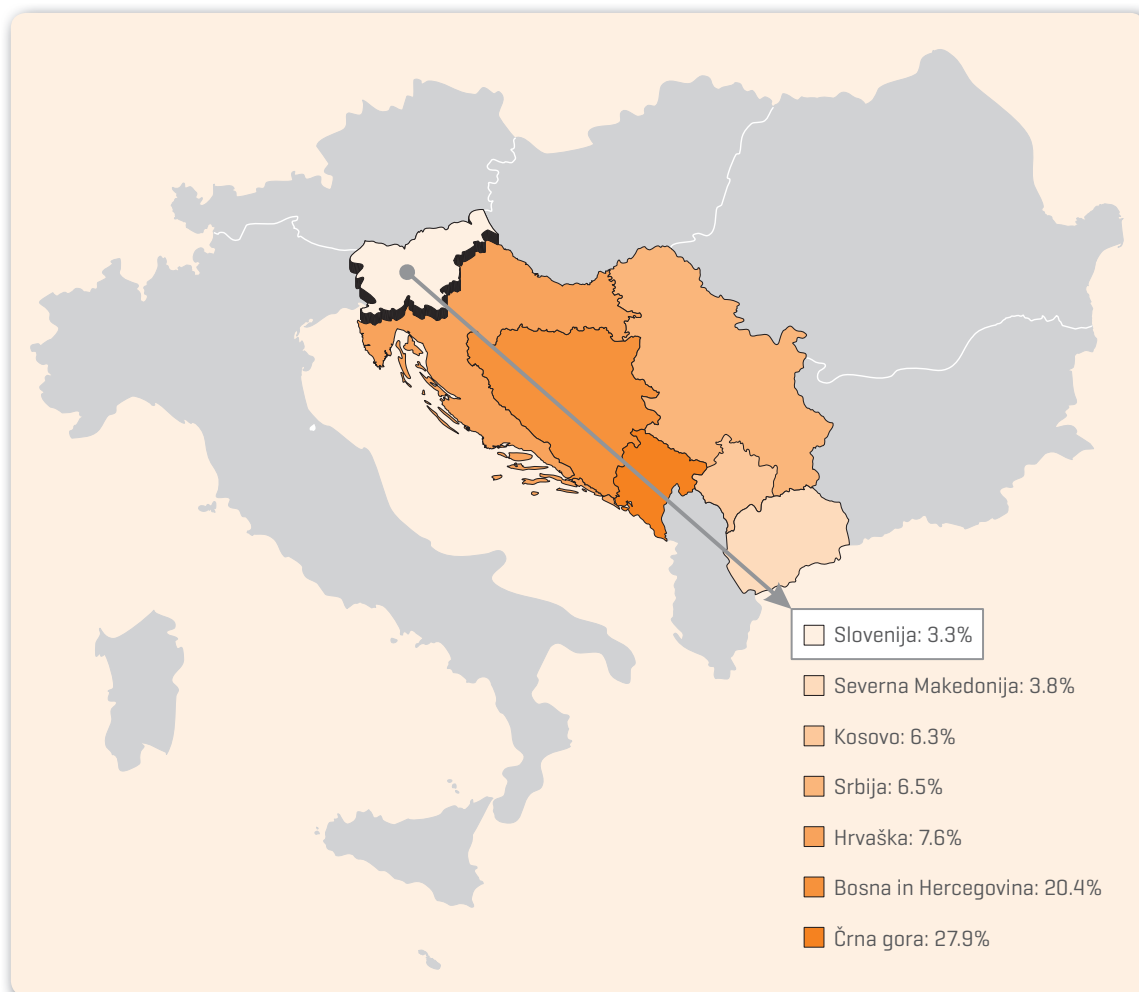 Slovenija: 3.3%
Severna Makedonija: 3.8%
Kosovo: 6.3%
Srbija: 6.5%
Hrvaška: 7.6%
Bosna in Hercegovina: 20.4%
Črna gora: 27.9%